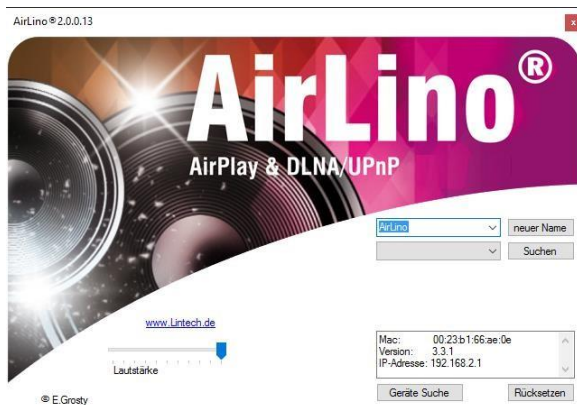 AirLino ® 2.0.0.13
x
AirLino®
AirPlay & DLNA/UPnP
AirLino
neuer Name
Suchen
www.Lintech.de
Lautstärke
Mac: 00:23:b1:66:ae:0e
Version: 3.3.1
IP-Adresse: 192.168.2.1
Geräte Suche
Rücksetzen
® E.Grosty